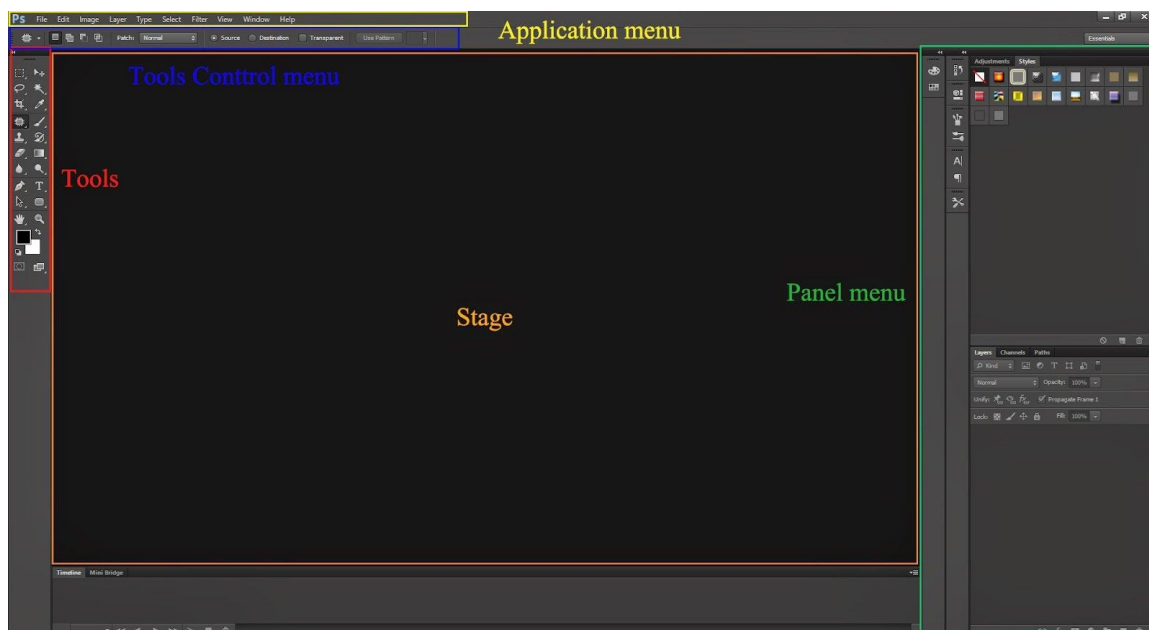 Ps File Edit Image Layer Type Select Filter View Window Help
Application menu
Patch: Normal Source Destination Transparent Use Pattern
Essentials
Tools Conttrol menu
Adjustments Styles
Tools
Panel menu
Stage
Layers Channels Paths
Kind
Normal Opacity: 100%
Unify: Propagate Frame 1
Lock: Fill: 100%
Timeline Mini Bridge